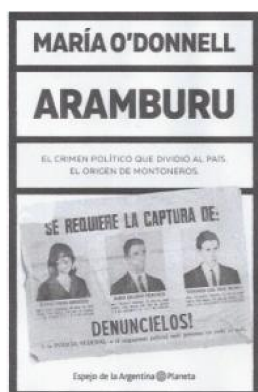 MARÍA O'DONNELL
ARAMBURU
EL CRIMEN POLÍTICO QUE DIVIDIÓ AL PAÍS.
EL ORIGEN DE MONTONEROS.
SE REQUIERE LA CAPTURA DE:
DENUNCIELOS!
Espejo de la Argentina Planeta